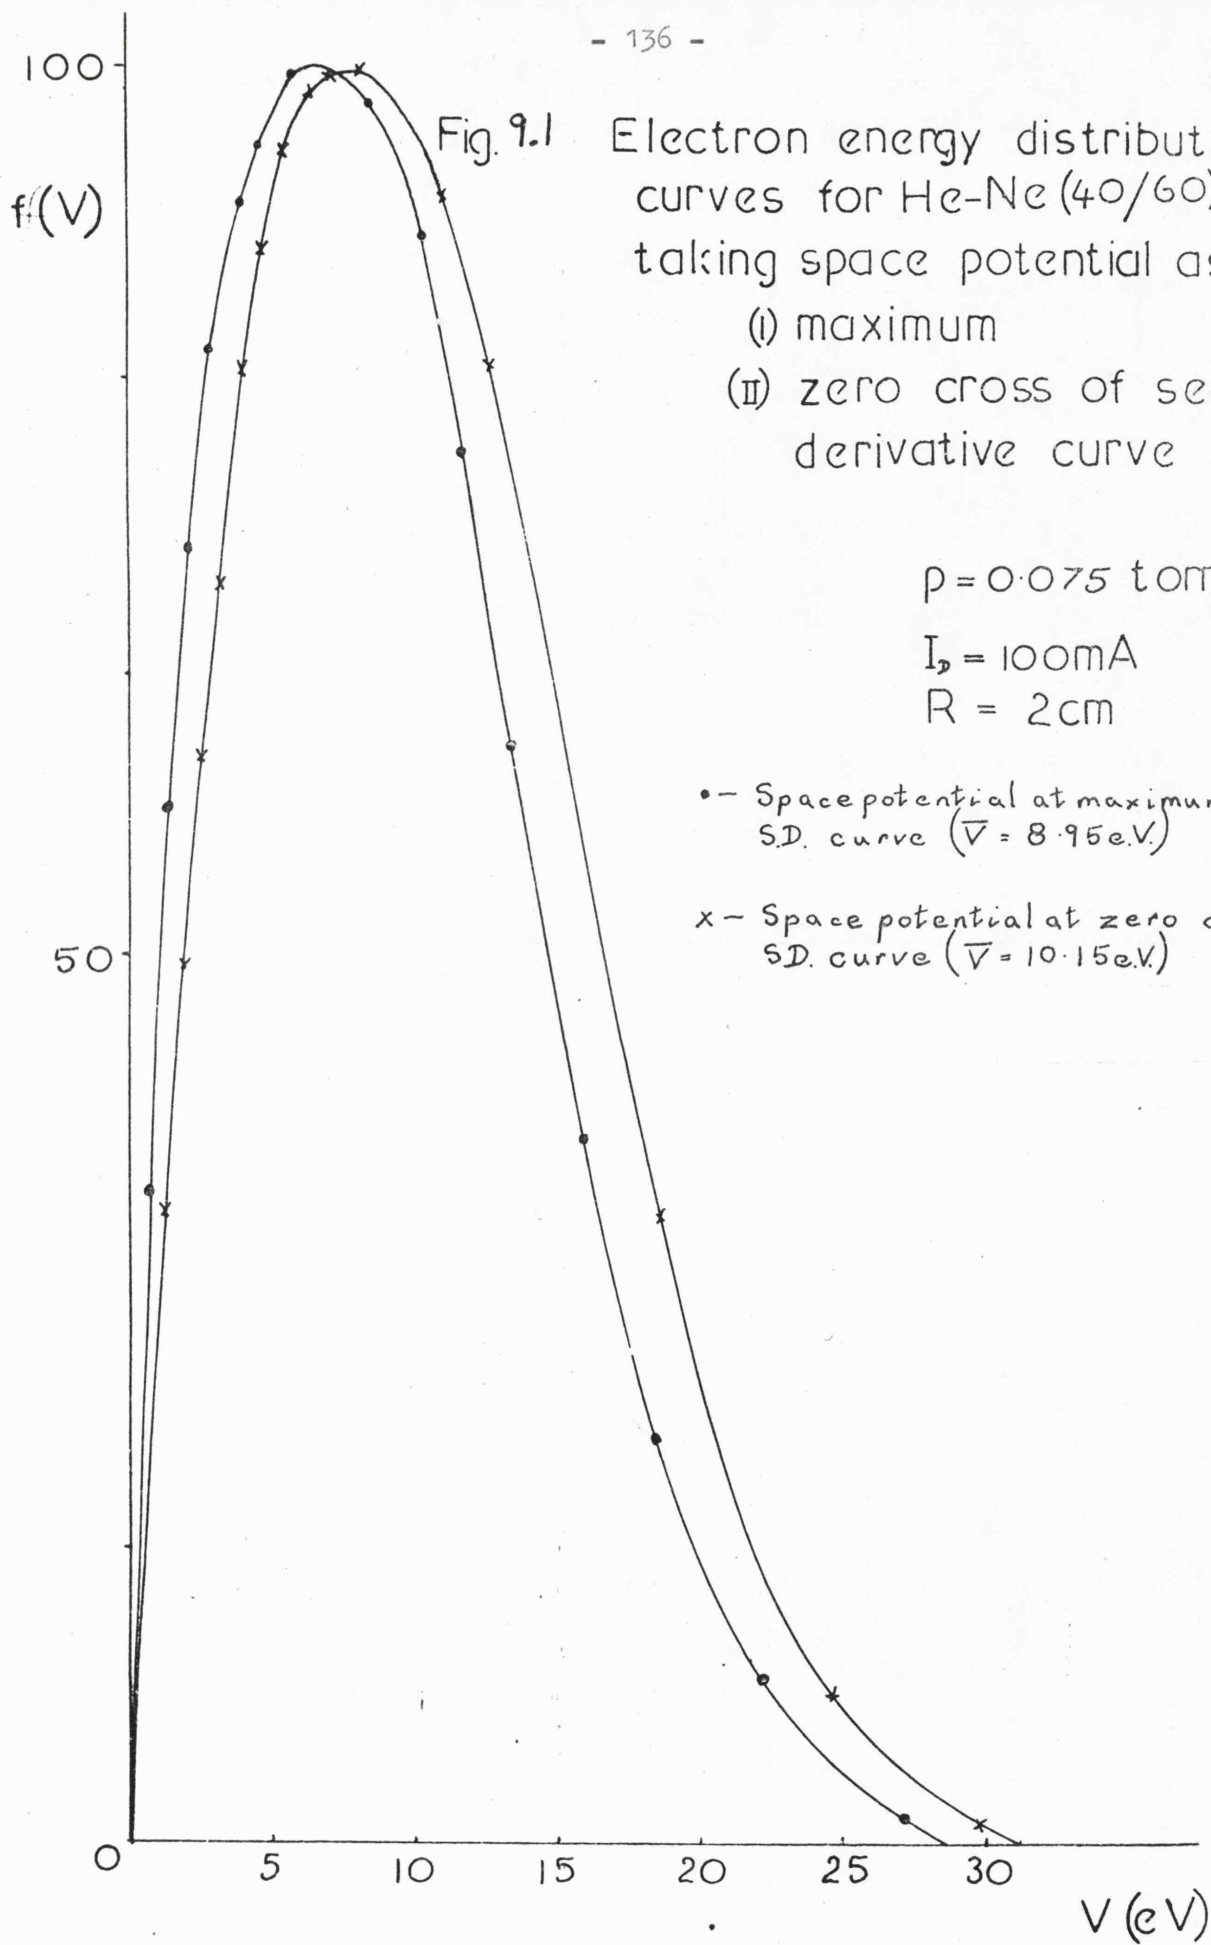 - 136 -
100
Fig. 9.1 Electron energy distribut
curves for He-Ne (40/60)
f(V)
taking space potential as
(I) maximum
(II) zero cross of se
derivative curve
p = 0.075 torr
I_D = 100mA
R = 2cm
•- Space potential at maximum
S.D. curve (V̅ = 8.95e.V.)
x- Space potential at zero c
S.D. curve (V̅ = 10.15e.V.)
50
0
5 10 15 20 25 30
V (eV)